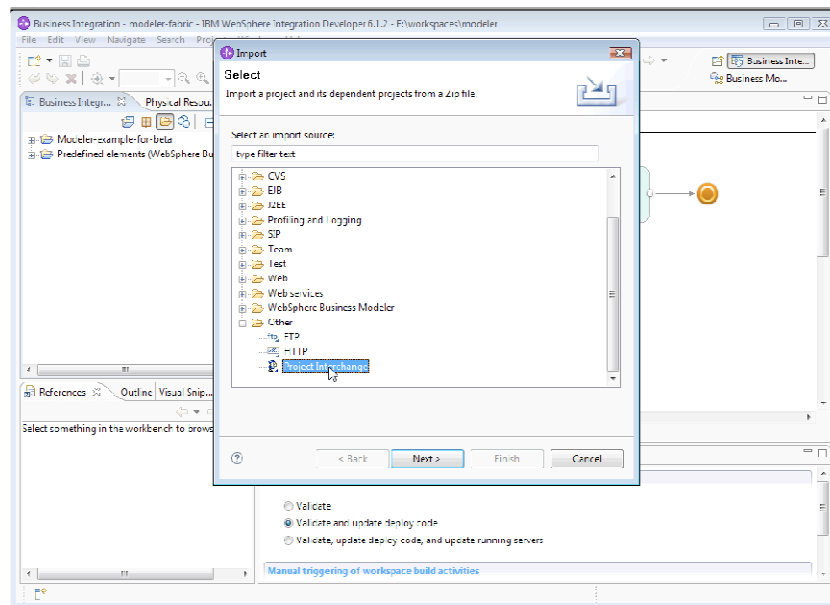 Business Integration - modeler-fabric - IBM WebSphere Integration Developer 6.1.2 - E:\workspaces\modeler
File Edit View Navigate Search
Business Inte...
Business Mo...
Business Integr... Physical Resou...
Modeler-example-for-beta
Predefined elements (WebSphere Bu
Import
Select
Import a project and its dependent projects from a Zip file.
Select an import source:
type filter text
CVS
EJB
J2EE
Profiling and Logging
SIP
Team
Test
Web
Web services
WebSphere Business Modeler
Other
FTP
HTTP
Project Interchange
< Back Next > Finish Cancel
References Outline Visual Snip...
Select something in the workbench to brows
Validate
Validate and update deploy code
Validate, update deploy code, and update running servers
Manual triggering of workspace build activities